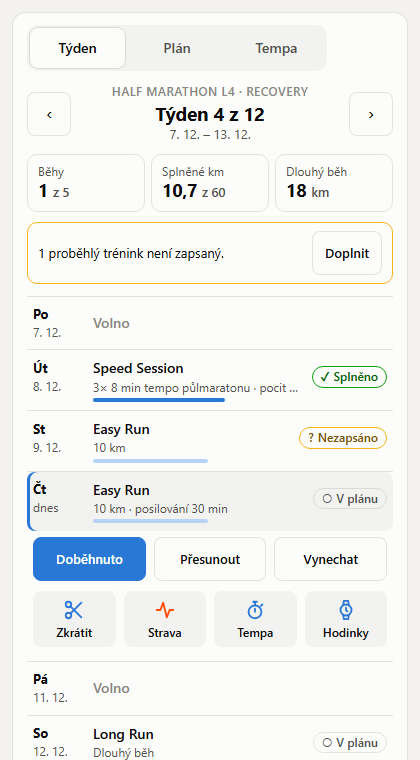 Týden
Plán
Tempa
HALF MARATHON L4 · RECOVERY
‹
Týden 4 z 12
›
7. 12. – 13. 12.
Běhy
1 z 5
Splněné km
10,7 z 60
Dlouhý běh
18 km
1 proběhlý trénink není zapsaný.
Doplnit
Po
7. 12.
Volno
Út
8. 12.
Speed Session
3× 8 min tempo půlmaratonu · pocit ...
✓ Splněno
St
9. 12.
Easy Run
10 km
? Nezapsáno
Čt
dnes
Easy Run
10 km · posilování 30 min
○ V plánu
Doběhnuto
Přesunout
Vynechat
Zkrátit
Strava
Tempa
Hodinky
Pá
11. 12.
Volno
So
12. 12.
Long Run
Dlouhý běh
○ V plánu